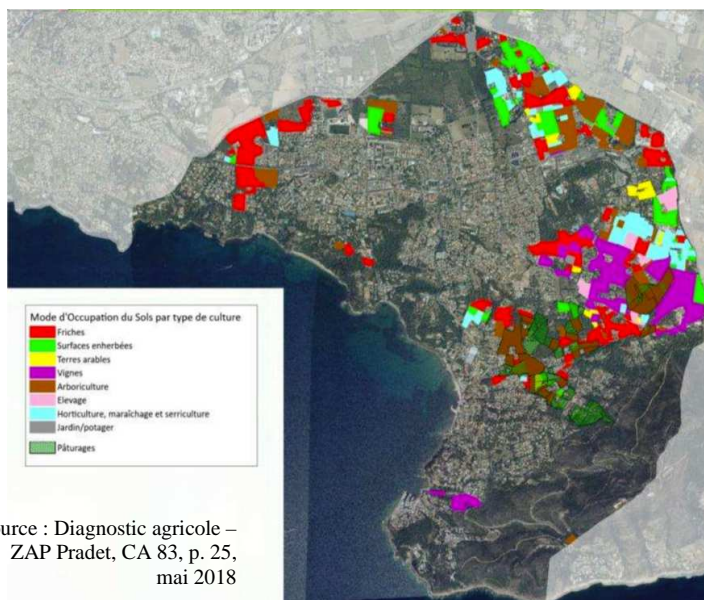 Mode d'Occupation du Sols par type de culture
Friches
Surfaces enherbées
Terres arables
Vignes
Arboriculture
Elevage
Horticulture, maraîchage et serriculture
Jardin/potager
Pâturages
urce : Diagnostic agricole –
ZAP Pradet, CA 83, p. 25,
mai 2018